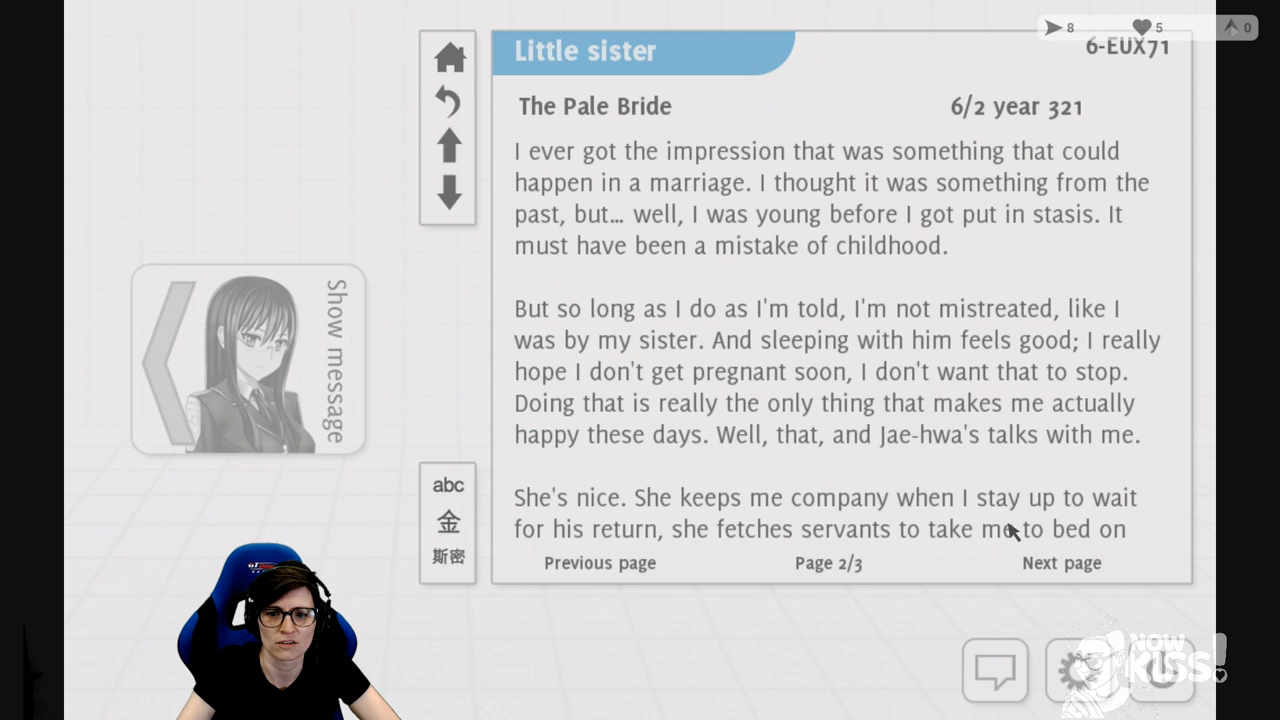 8
5
0
Little sister
6-EUX71
The Pale Bride
6/2 year 321
I ever got the impression that was something that could
happen in a marriage. I thought it was something from the
past, but... well, I was young before I got put in stasis. It
must have been a mistake of childhood.
But so long as I do as I'm told, I'm not mistreated, like I
was by my sister. And sleeping with him feels good; I really
hope I don't get pregnant soon, I don't want that to stop.
Doing that is really the only thing that makes me actually
happy these days. Well, that, and Jae-hwa's talks with me.
She's nice. She keeps me company when I stay up to wait
for his return, she fetches servants to take me to bed on
Previous page
Page 2/3
Next page
Show message
abc
金
斯密
NOW
KISS!